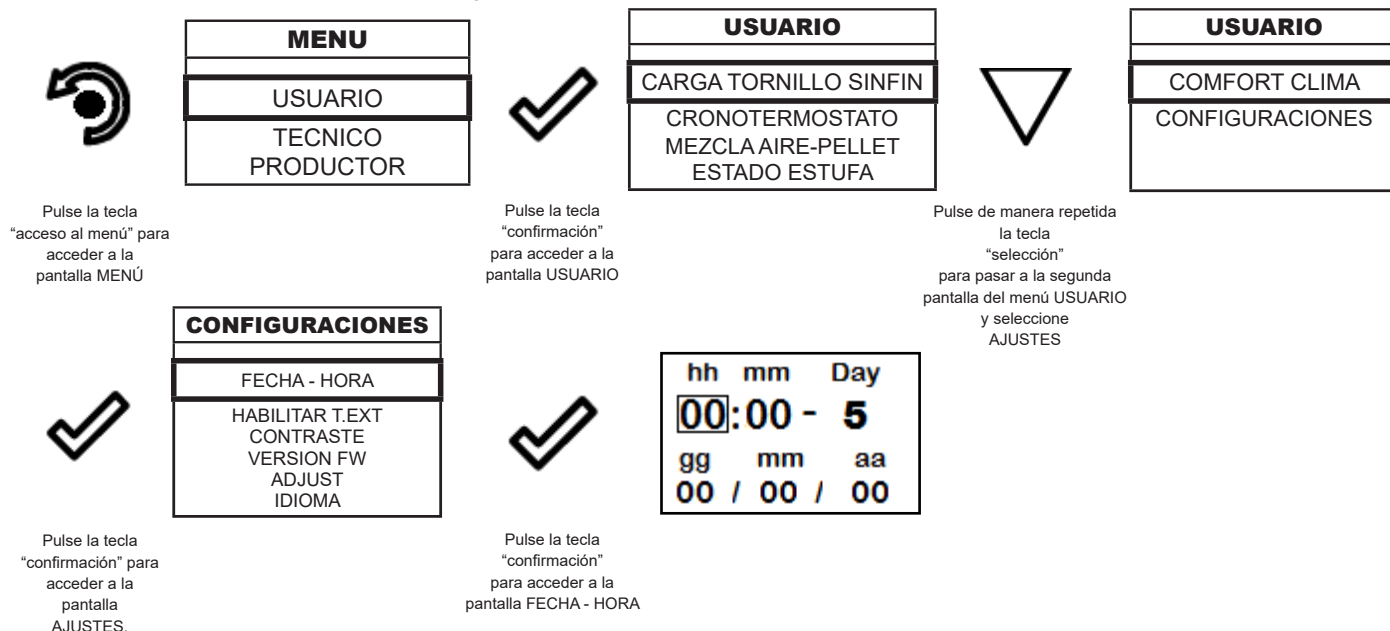 MENU
USUARIO
TECNICO
PRODUCTOR
USUARIO
CARGA TORNILLO SINFIN
CRONOTERMOSTATO
MEZCLA AIRE-PELLET
ESTADO ESTUFA
USUARIO
COMFORT CLIMA
CONFIGURACIONES
Pulse la tecla
“acceso al menú” para
acceder a la
pantalla MENÚ
Pulse la tecla
“confirmación”
para acceder a la
pantalla USUARIO
Pulse de manera repetida
la tecla
“selección”
para pasar a la segunda
pantalla del menú USUARIO
y seleccione
AJUSTES
CONFIGURACIONES
FECHA - HORA
HABILITAR T.EXT
CONTRASTE
VERSION FW
ADJUST
IDIOMA
hh mm Day
00:00 - 5
gg mm aa
00 / 00 / 00
Pulse la tecla
“confirmación” para
acceder a la
pantalla
AJUSTES.
Pulse la tecla
“confirmación”
para acceder a la
pantalla FECHA - HORA